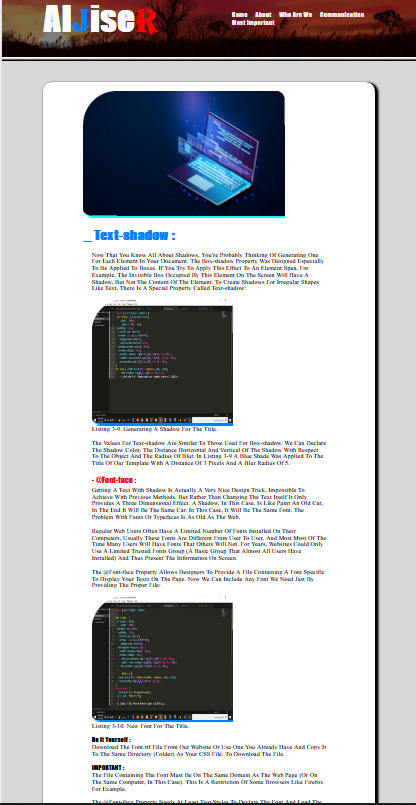 AljiseR
Home About Who Are We Communication
Most Important
_ Text-shadow :
Now That You Know All About Shadows, You're Probably Thinking Of Generating One
For Each Element In Your Document. The Box-shadow Property Was Designed Especially
To Be Applied To Boxes. If You Try To Apply This Effect To An Element Span, For
Example, The Invisible Box Occupied By This Element On The Screen Will Have A
Shadow, But Not The Content Of The Element. To Create Shadows For Irregular Shapes
Like Text, There Is A Special Property Called Text-shadow:
Listing 3-9. Generating A Shadow For The Title.
The Values For Text-shadow Are Similar To Those Used For Box-shadow. We Can Declare
The Shadow Color, The Distance Horizontal And Vertical Of The Shadow With Respect
To The Object And The Radius Of Blur. In Listing 3-9 A Blue Shade Was Applied To The
Title Of Our Template With A Distance Of 3 Pixels And A Blur Radius Of 5.
- @Font-face :
Getting A Text With Shadow Is Actually A Very Nice Design Trick, Impossible To
Achieve With Previous Methods, But Rather Than Changing The Text Itself It Only
Provides A Three Dimensional Effect. A Shadow, In This Case, Is Like Paint An Old Car,
In The End It Will Be The Same Car. In This Case, It Will Be The Same Font. The
Problem With Fonts Or Typefaces Is As Old As The Web.
Regular Web Users Often Have A Limited Number Of Fonts Installed On Their
Computers, Usually These Fonts Are Different From User To User, And Most Most Of The
Time Many Users Will Have Fonts That Others Will Not. For Years, Websites Could Only
Use A Limited Trusted Fonts Group (A Basic Group That Almost All Users Have
Installed) And Thus Present The Information On Screen.
The @Font-face Property Allows Designers To Provide A File Containing A Font Specific
To Display Your Texts On The Page. Now We Can Include Any Font We Need Just By
Providing The Proper File:
Listing 3-10. New Font For The Title.
Do It Yourself :
Download The Font.ttf File From Our Website Or Use One You Already Have And Copy It
To The Same Directory (Folder) As Your CSS File. To Download The File.
IMPORTANT :
The File Containing The Font Must Be On The Same Domain As The Web Page (Or On
The Same Computer, In This Case). This Is A Restriction Of Some Browsers Like Firefox
For Example.
The @Font-face Property Needs At Least Two Styles To Declare The Font And Load The